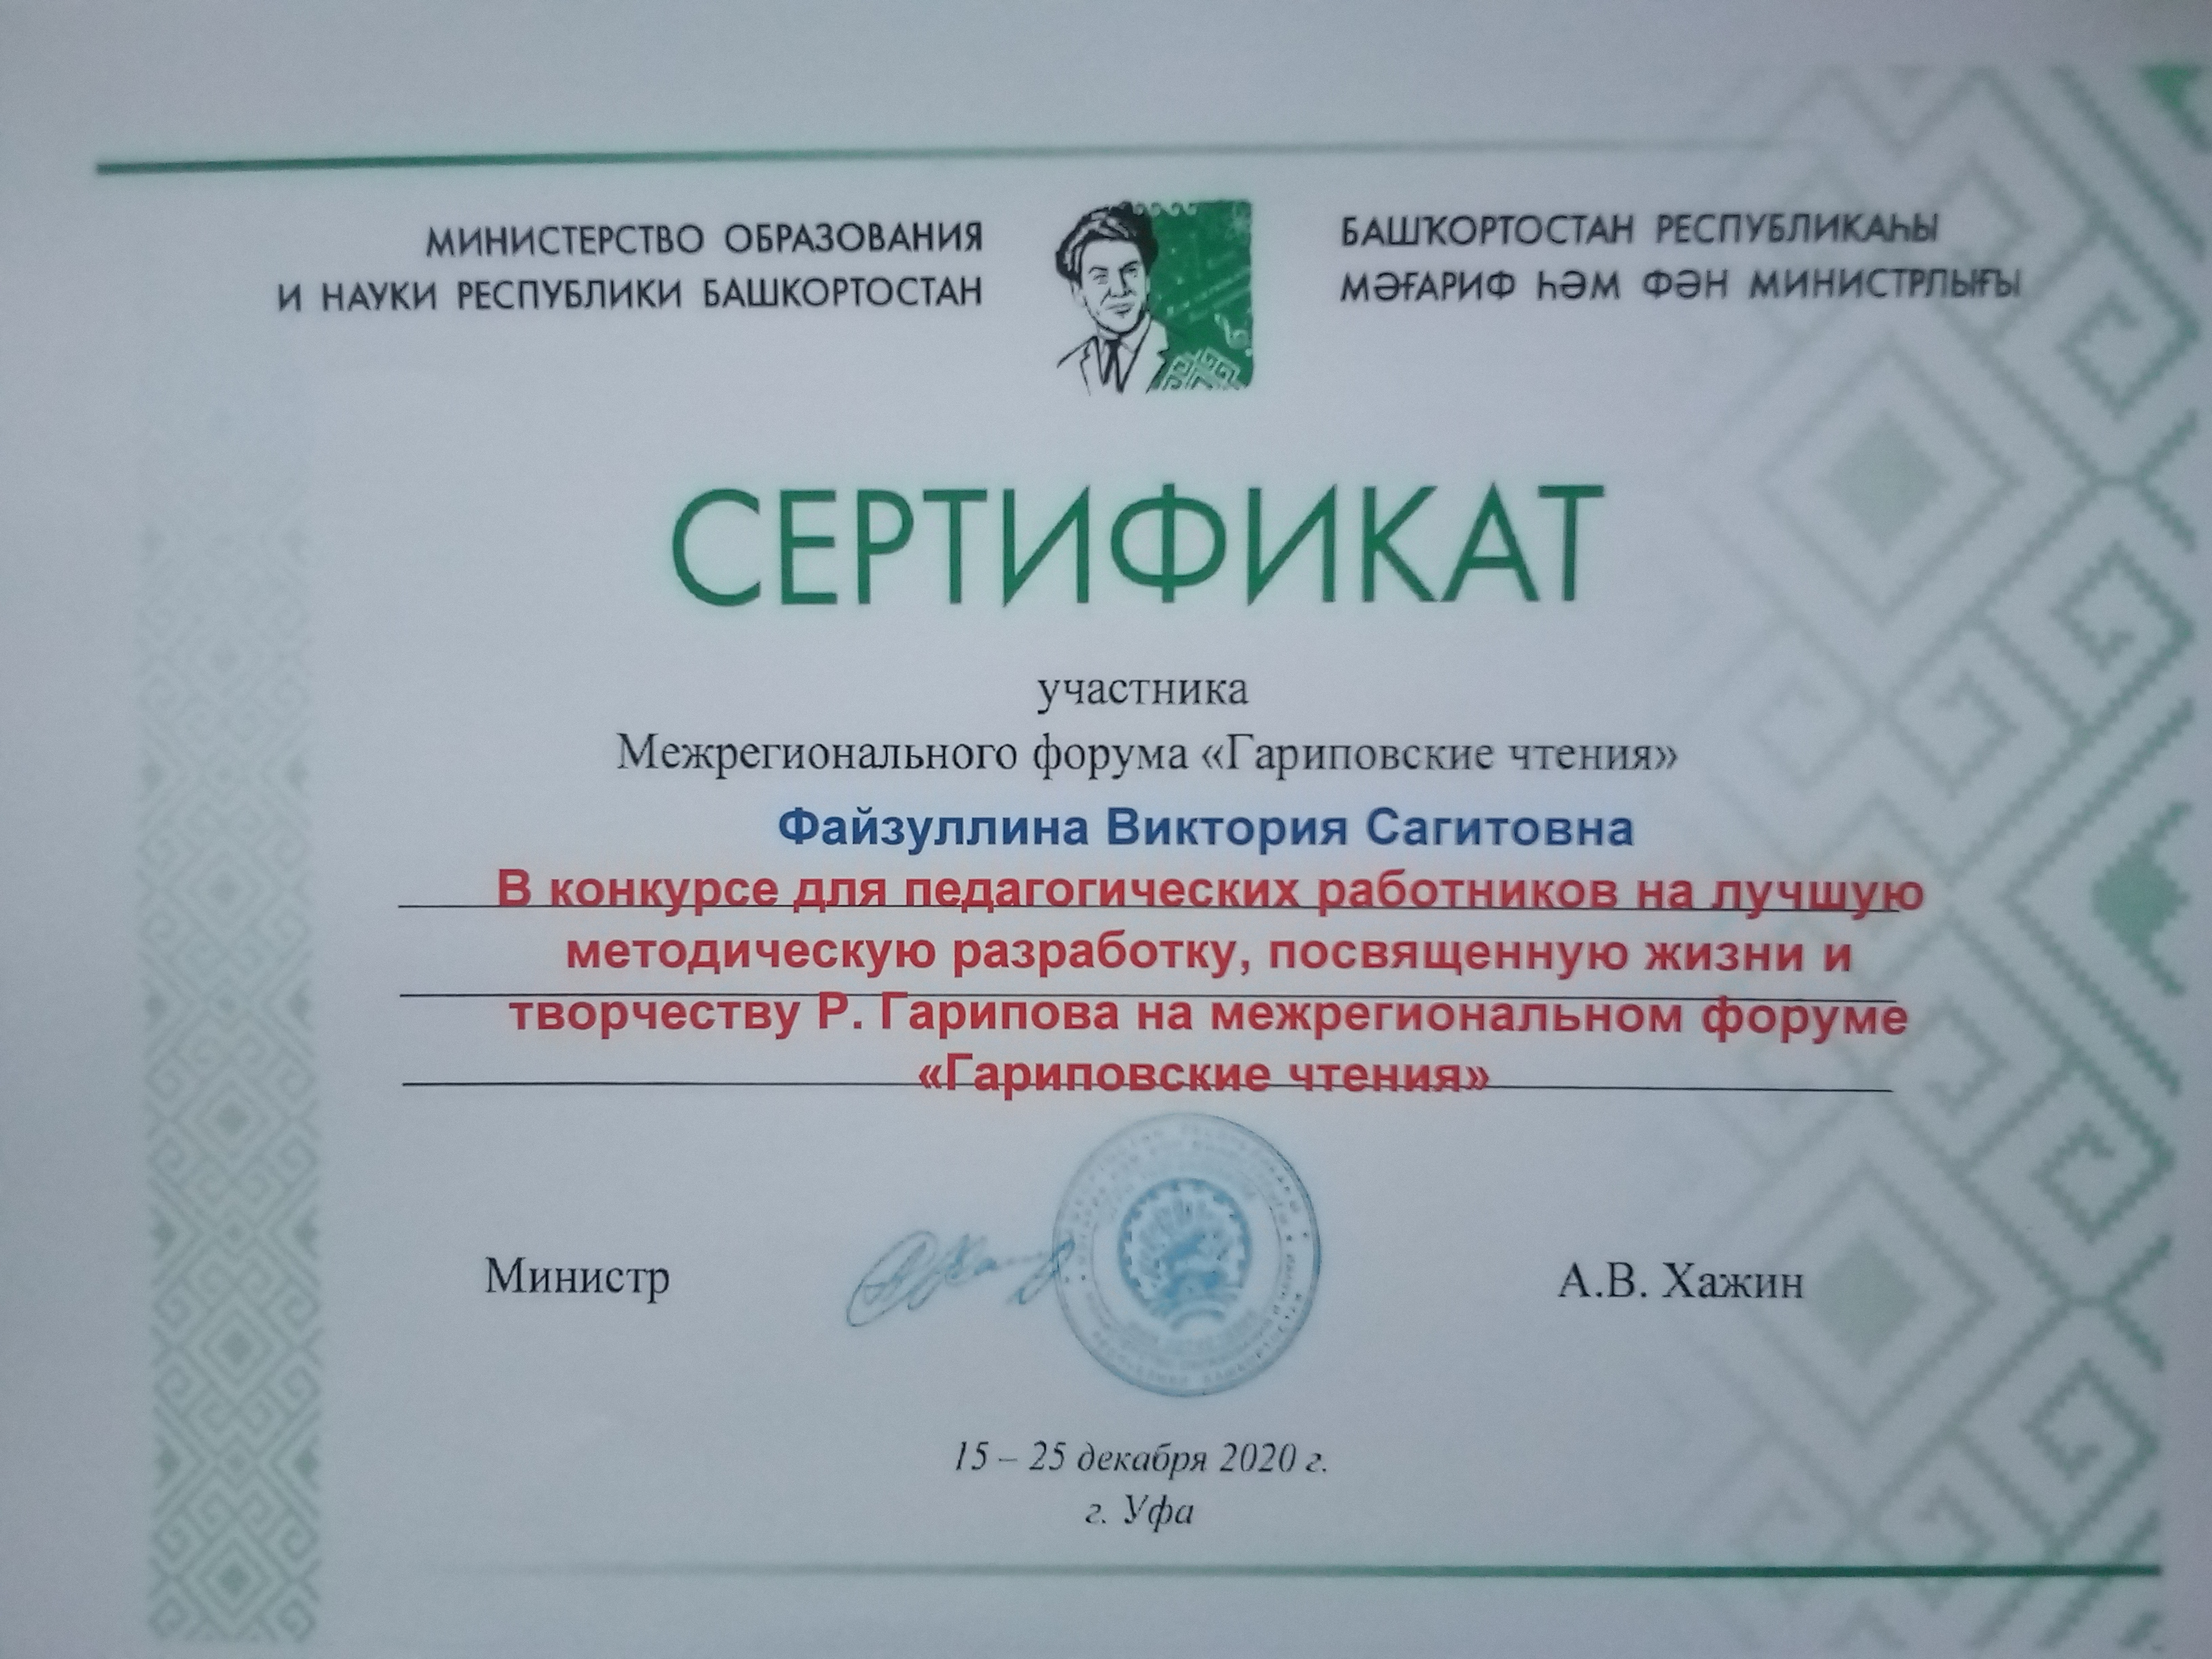 МИНИСТЕРСТВО ОБРАЗОВАНИЯ
И НАУКИ РЕСПУБЛИКИ БАШКОРТОСТАН
БАШҠОРТОСТАН РЕСПУБЛИКАҺЫ
МӘҒАРИФ ҺӘМ ФӘН МИНИСТРЛЫҒЫ
СЕРТИФИКАТ
участника
Межрегионального форума «Гариповские чтения»
Файзуллина Виктория Сагитовна
В конкурсе для педагогических работников на лучшую
методическую разработку, посвященную жизни и
творчеству Р. Гарипова на межрегиональном форуме
«Гариповские чтения»
Министр
А.В. Хажин
15 – 25 декабря 2020 г.
г. Уфа